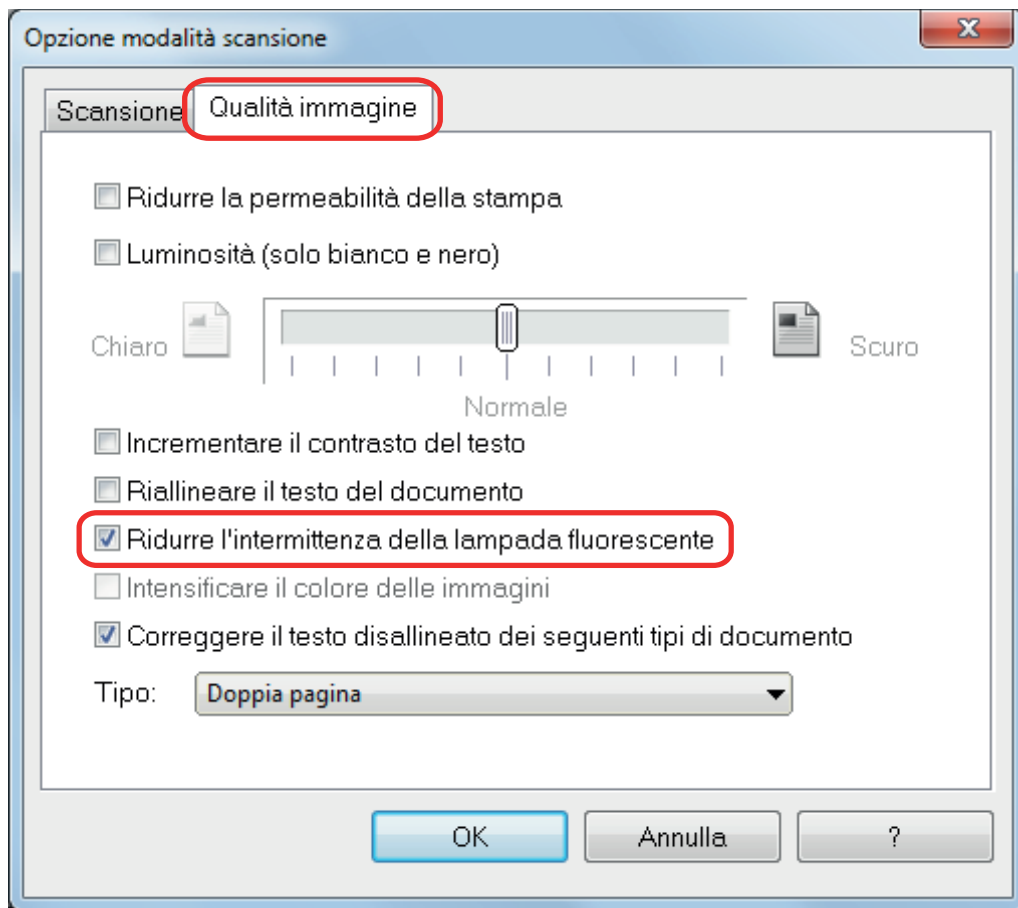 Opzione modalità scansione
Scansione Qualità immagine
Ridurre la permeabilità della stampa
Luminosità (solo bianco e nero)
Chiaro Scuro
Normale
Incrementare il contrasto del testo
Riallineare il testo del documento
Ridurre l'intermittenza della lampada fluorescente
Intensificare il colore delle immagini
Correggere il testo disallineato dei seguenti tipi di documento
Tipo: Doppia pagina
OK Annulla ?